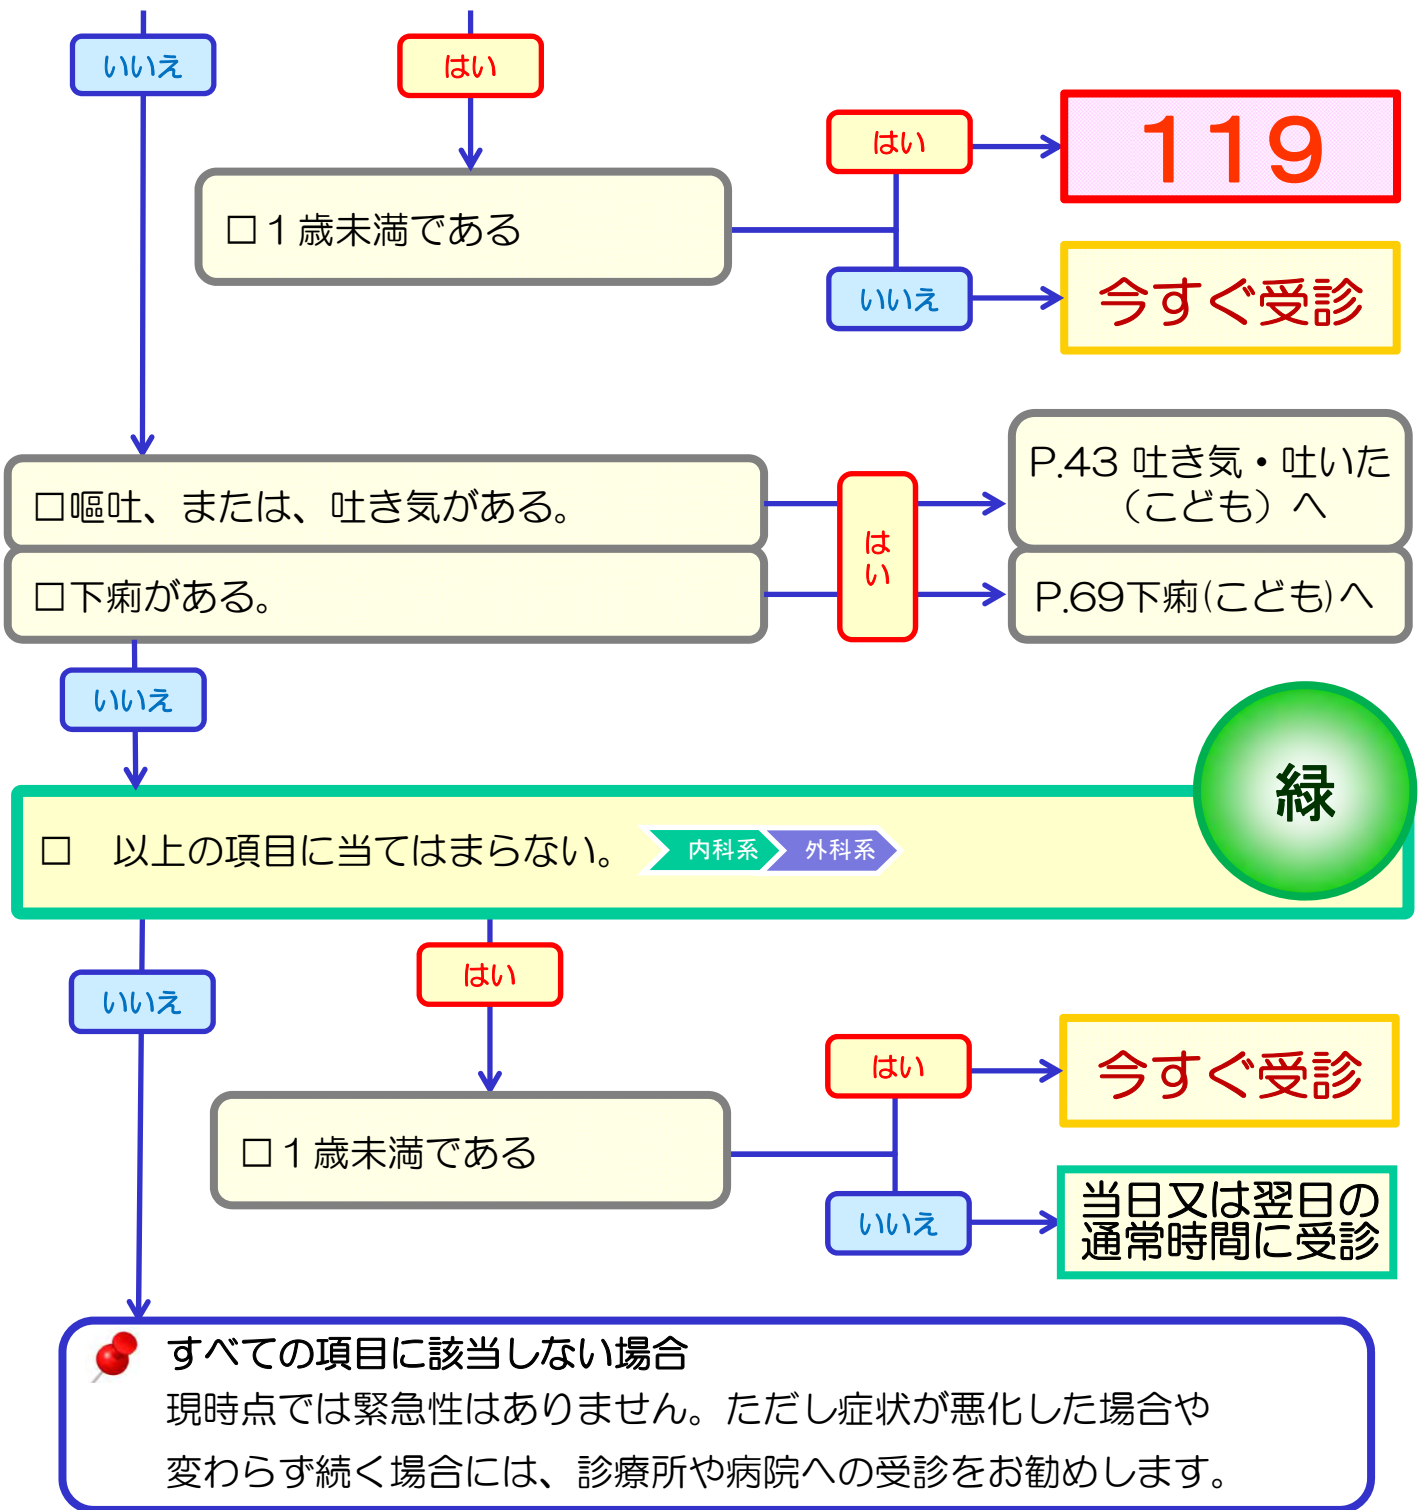 いいえ
はい
はい
119
□1歳未満である
いいえ
今すぐ受診
□嘔吐、または、吐き気がある。
はい
P.43 吐き気・吐いた
（こども）へ
□下痢がある。
P.69下痢(こども)へ
いいえ
緑
□　以上の項目に当てはまらない。 内科系 外科系
いいえ
はい
はい
今すぐ受診
□1歳未満である
いいえ
当日又は翌日の
通常時間に受診
すべての項目に該当しない場合
現時点では緊急性はありません。ただし症状が悪化した場合や
変わらず続く場合には、診療所や病院への受診をお勧めします。